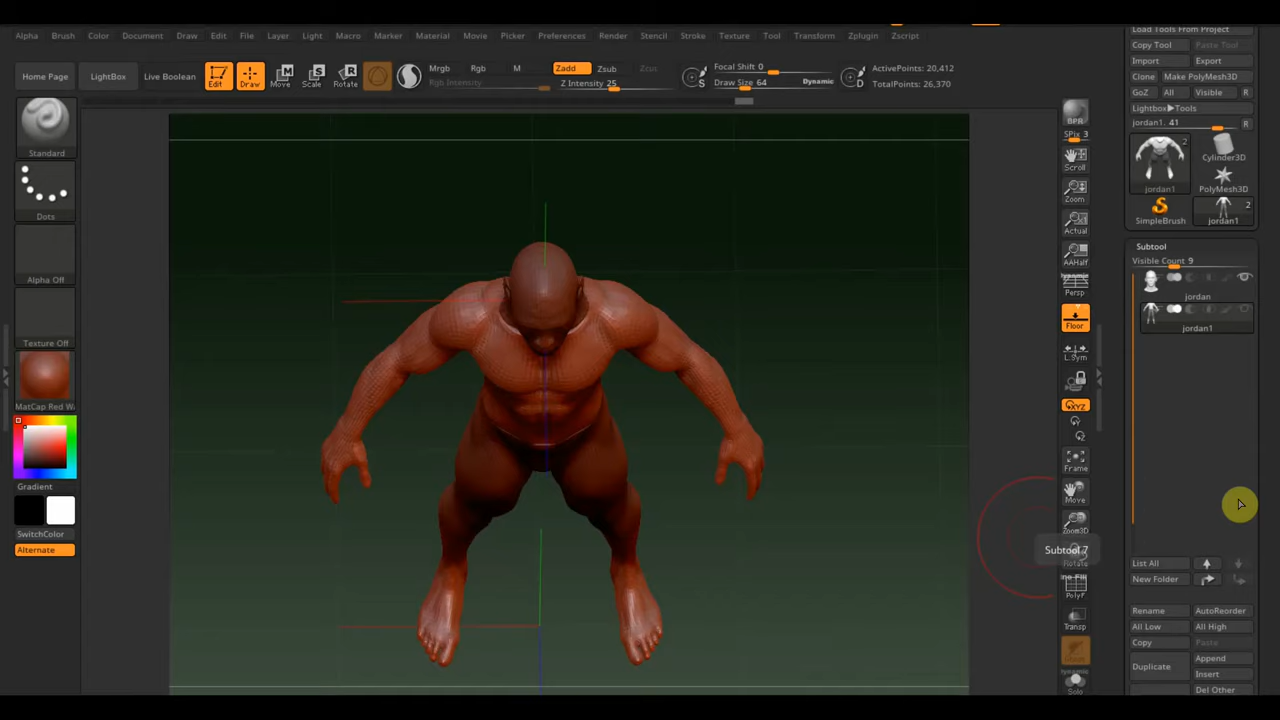 Alpha Brush Color Document Draw Edit File Layer Light Macro Marker Material Movie Picker Preferences Render Stencil Stroke Texture Tool Transform Zplugin Zscript
Load Tools From Project
Copy Tool Paste Tool
Import Export
Clone Make PolyMesh3D
GoZ All Visible R
Lightbox▶Tools
jordan1. 41 R
Home Page LightBox Live Boolean Edit Draw Move Scale Rotate
Mrgb Rgb M Zadd Zsub Zcut
Rgb Intensity Z Intensity 25
Focal Shift 0
Draw Size 64 Dynamic
S D
ActivePoints: 20,412
TotalPoints: 26,370
Standard
Dots
Alpha Off
Texture Off
MatCap Red W
Gradient
SwitchColor
Alternate
BPR
SPix 3
Scroll
Zoom
Actual
AAHalf
Dynamic
Persp
Floor
L.Sym
XYZ
Frame
Move
Zoom3D
Rotate
Line Fill
PolyF
Transp
Dynamic
Solo
2
jordan1
Cylinder3D
PolyMesh3D
SimpleBrush
2
jordan1
Subtool
Visible Count 9
jordan
jordan1
Subtool 7
List All
New Folder
Rename AutoReorder
All Low All High
Copy Paste
Duplicate Append
Insert
Del Other